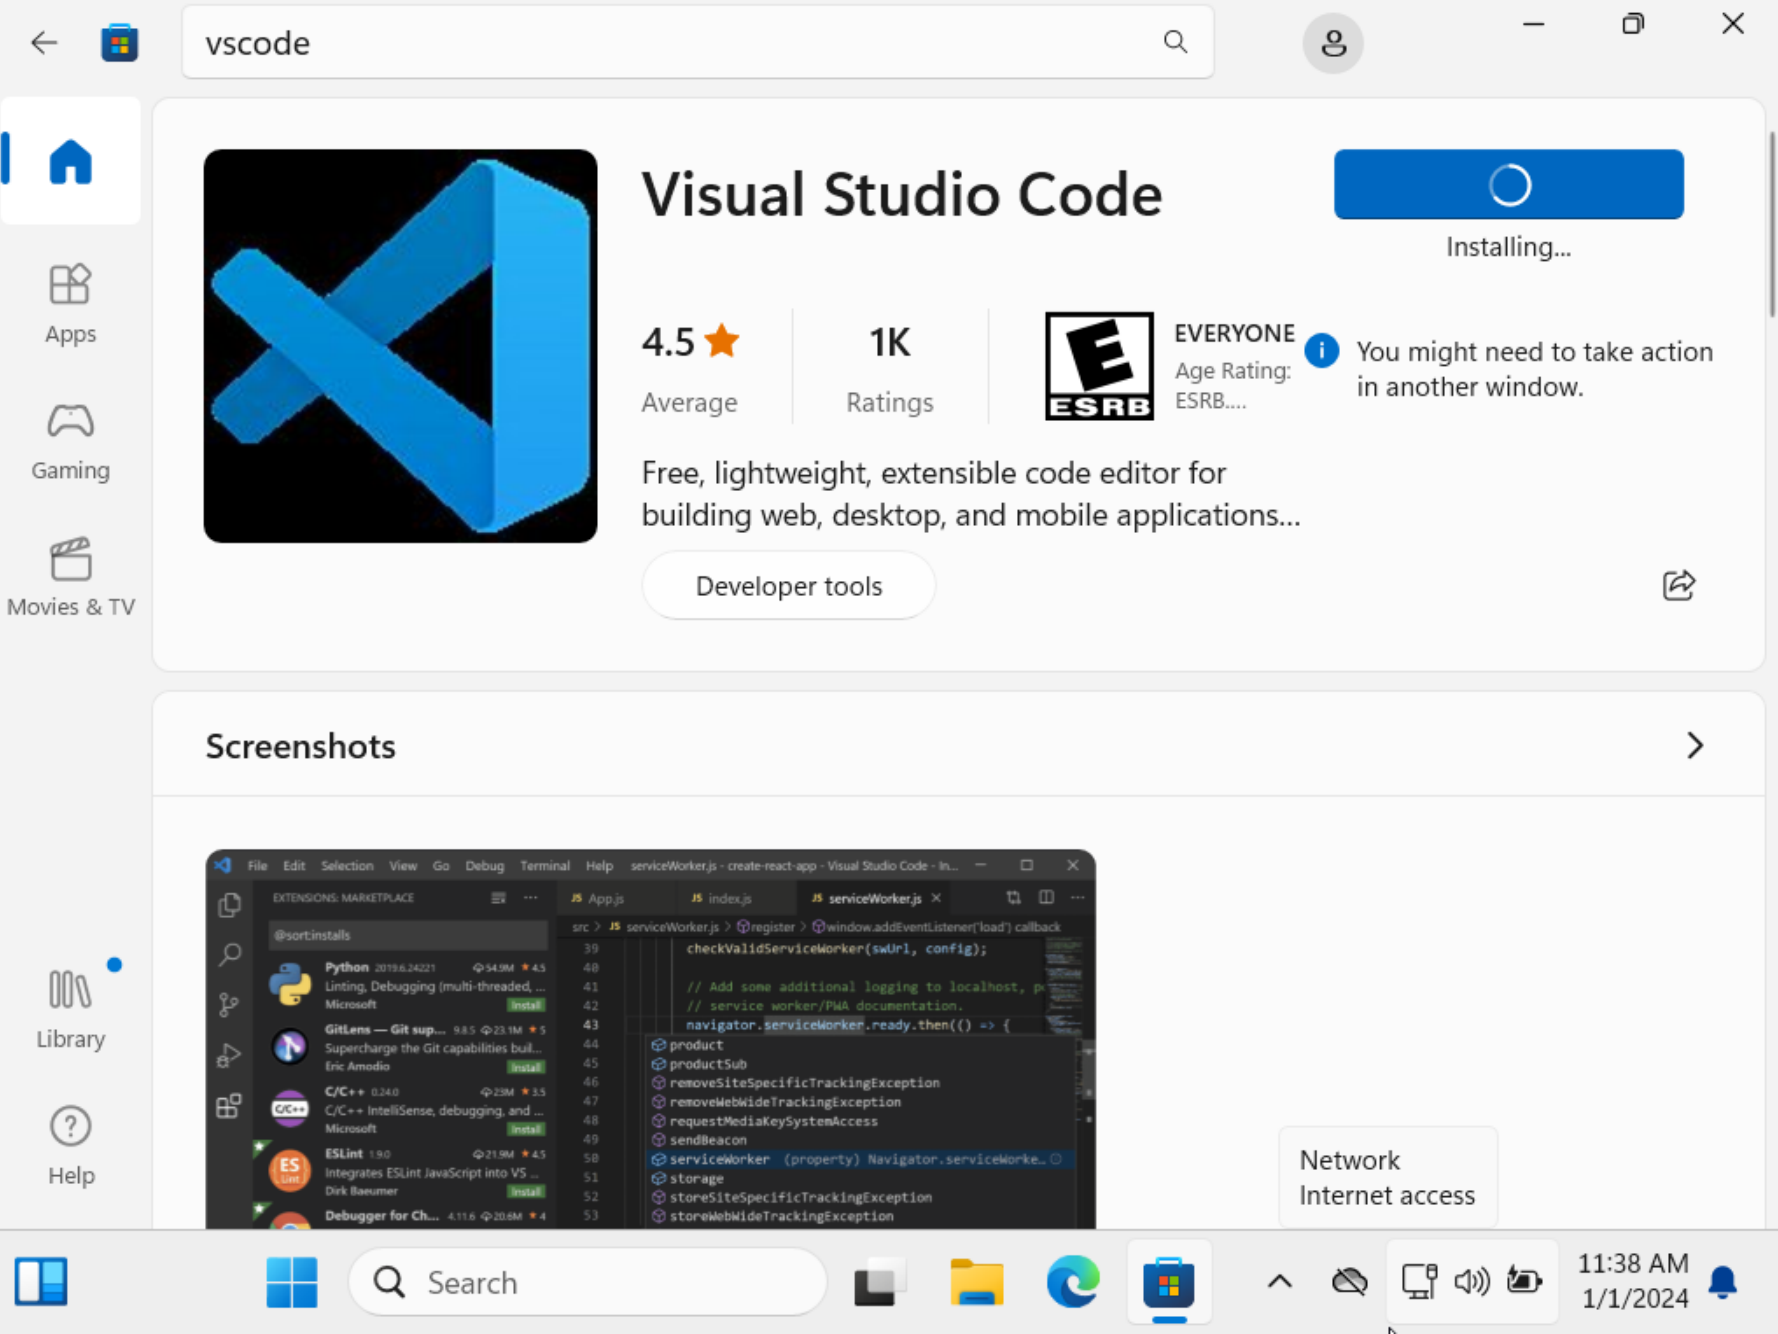 vscode
Apps
Gaming
Movies & TV
Library
Help
Visual Studio Code
Installing...
4.5
Average
1K
Ratings
E
ESRB
EVERYONE
Age Rating:
ESRB....
You might need to take action
in another window.
Free, lightweight, extensible code editor for
building web, desktop, and mobile applications...
Developer tools
Screenshots
File Edit Selection View Go Debug Terminal Help serviceWorker.js - create-react-app - Visual Studio Code - In...
EXTENSIONS: MARKETPLACE
@sort:installs
Python 2019.6.24221 54.9M 4.5
Linting, Debugging (multi-threaded, ...
Microsoft Install
GitLens — Git sup... 9.8.5 23.1M 5
Supercharge the Git capabilities buil...
Eric Amodio Install
C/C++ 0.24.0 23M 3.5
C/C++ IntelliSense, debugging, and ...
Microsoft Install
ESLint 1.9.0 21.9M 4.5
Integrates ESLint JavaScript into VS ...
Dirk Baeumer Install
Debugger for Ch... 4.11.6 20.6M 4
JS App.js JS index.js JS serviceWorker.js
src > JS serviceWorker.js > register > window.addEventListener('load') callback
39 checkValidServiceWorker(swUrl, config);
40
41 // Add some additional logging to localhost, p
42 // service worker/PWA documentation.
43 navigator.serviceWorker.ready.then(() => {
44 product
45 productSub
46 removeSiteSpecificTrackingException
47 removeWebWideTrackingException
48 requestMediaKeySystemAccess
49 sendBeacon
50 serviceWorker (property) Navigator.serviceWorke...
51 storage
52 storeSiteSpecificTrackingException
53 storeWebWideTrackingException
Network
Internet access
Search
11:38 AM
1/1/2024